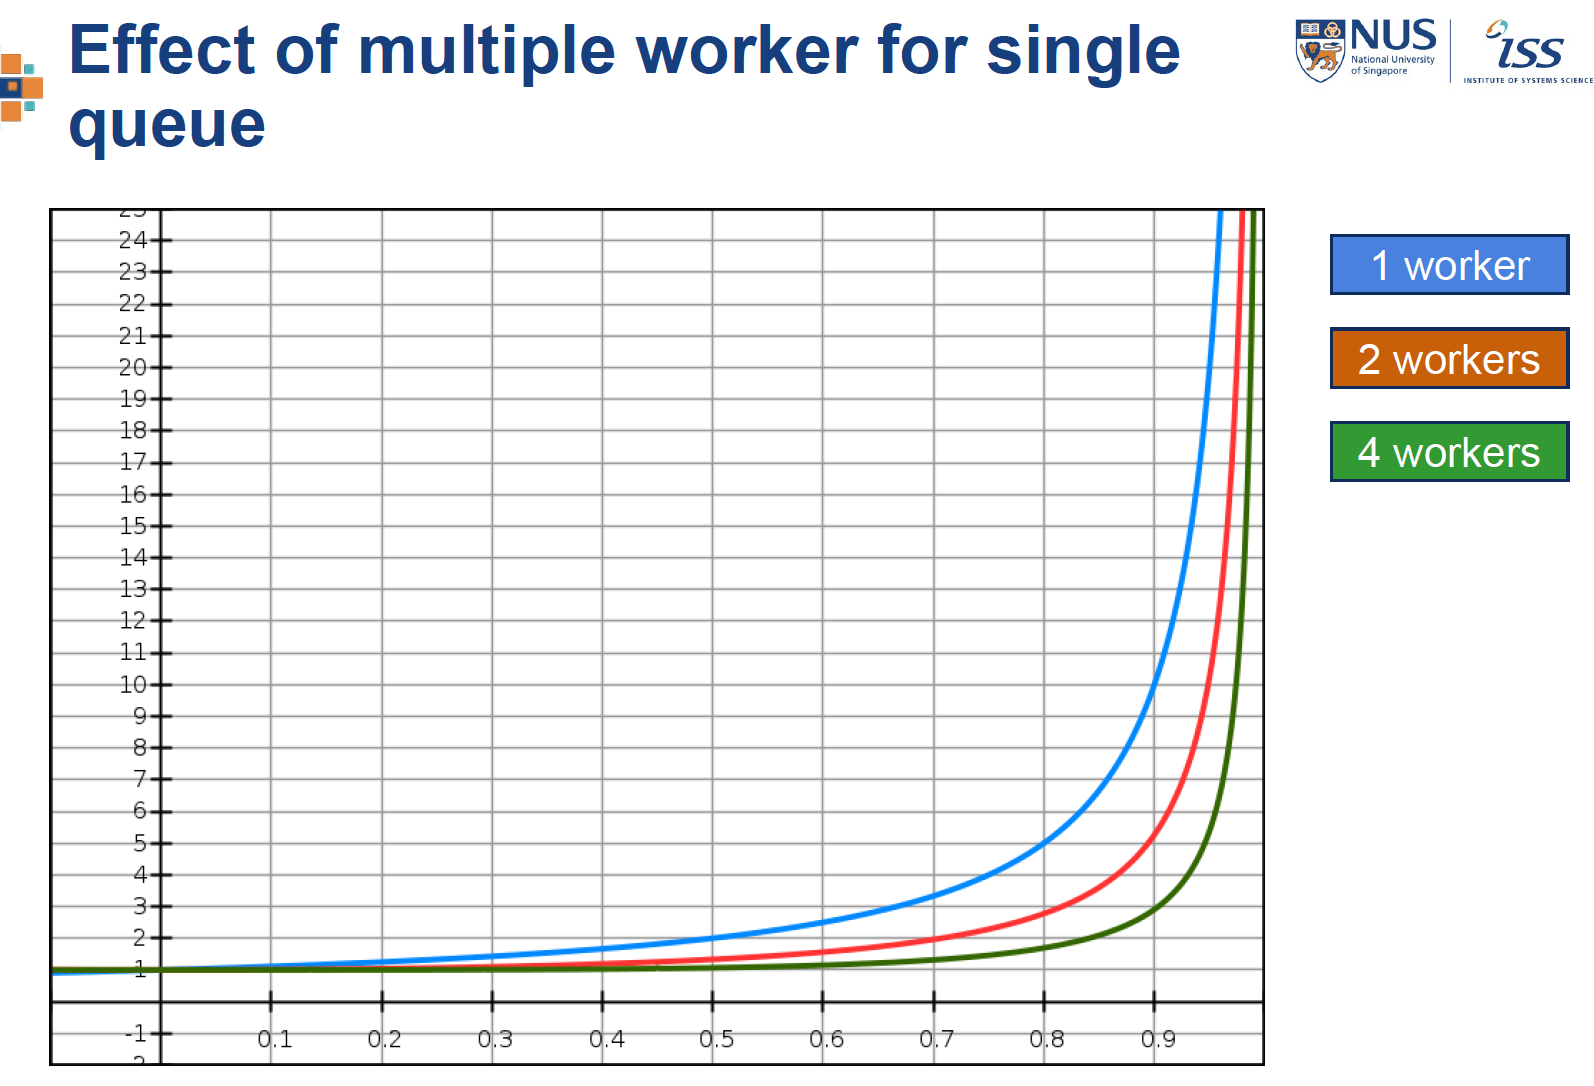 Effect of multiple worker for single
queue
NUS
National University
of Singapore
iss
INSTITUTE OF SYSTEMS SCIENCE
1 worker
2 workers
4 workers
25
24
23
22
21
20
19
18
17
16
15
14
13
12
11
10
9
8
7
6
5
4
3
2
1
-1
0.1 0.2 0.3 0.4 0.5 0.6 0.7 0.8 0.9